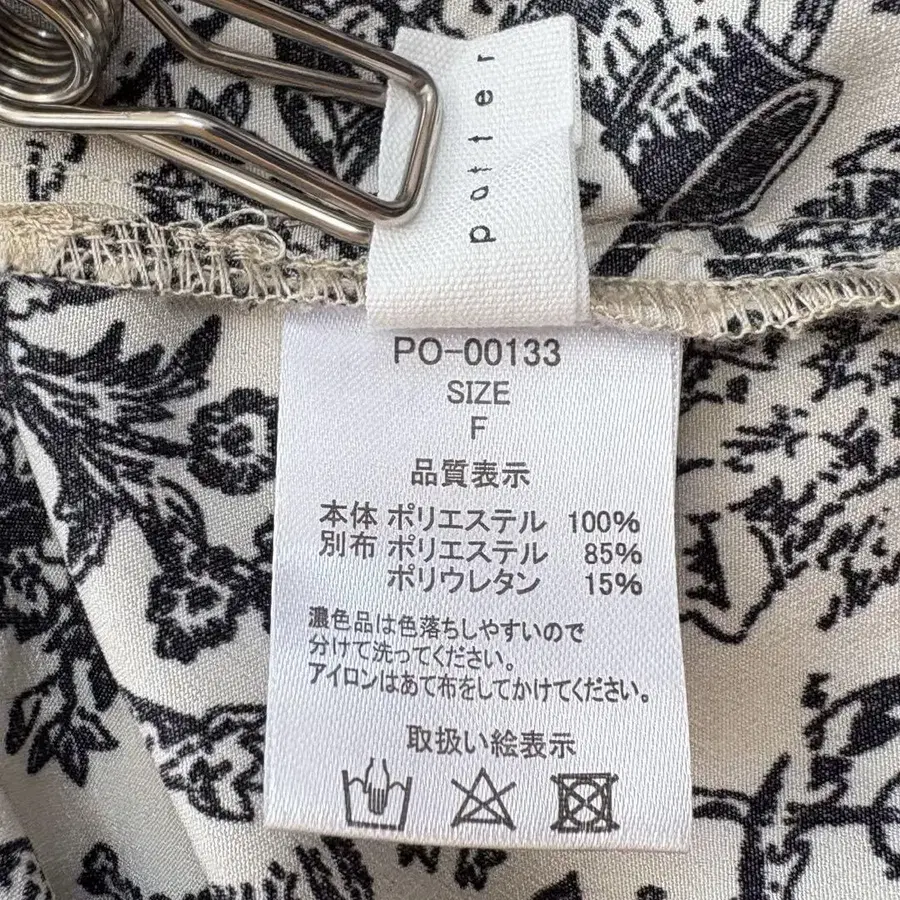 potter
PO-00133
SIZE
F
品質表示
本体 ポリエステル 100%
別布 ポリエステル 85%
ポリウレタン 15%
濃色品は色落ちしやすいので
分けて洗ってください。
アイロンはあて布をしてかけてください。
取扱い絵表示